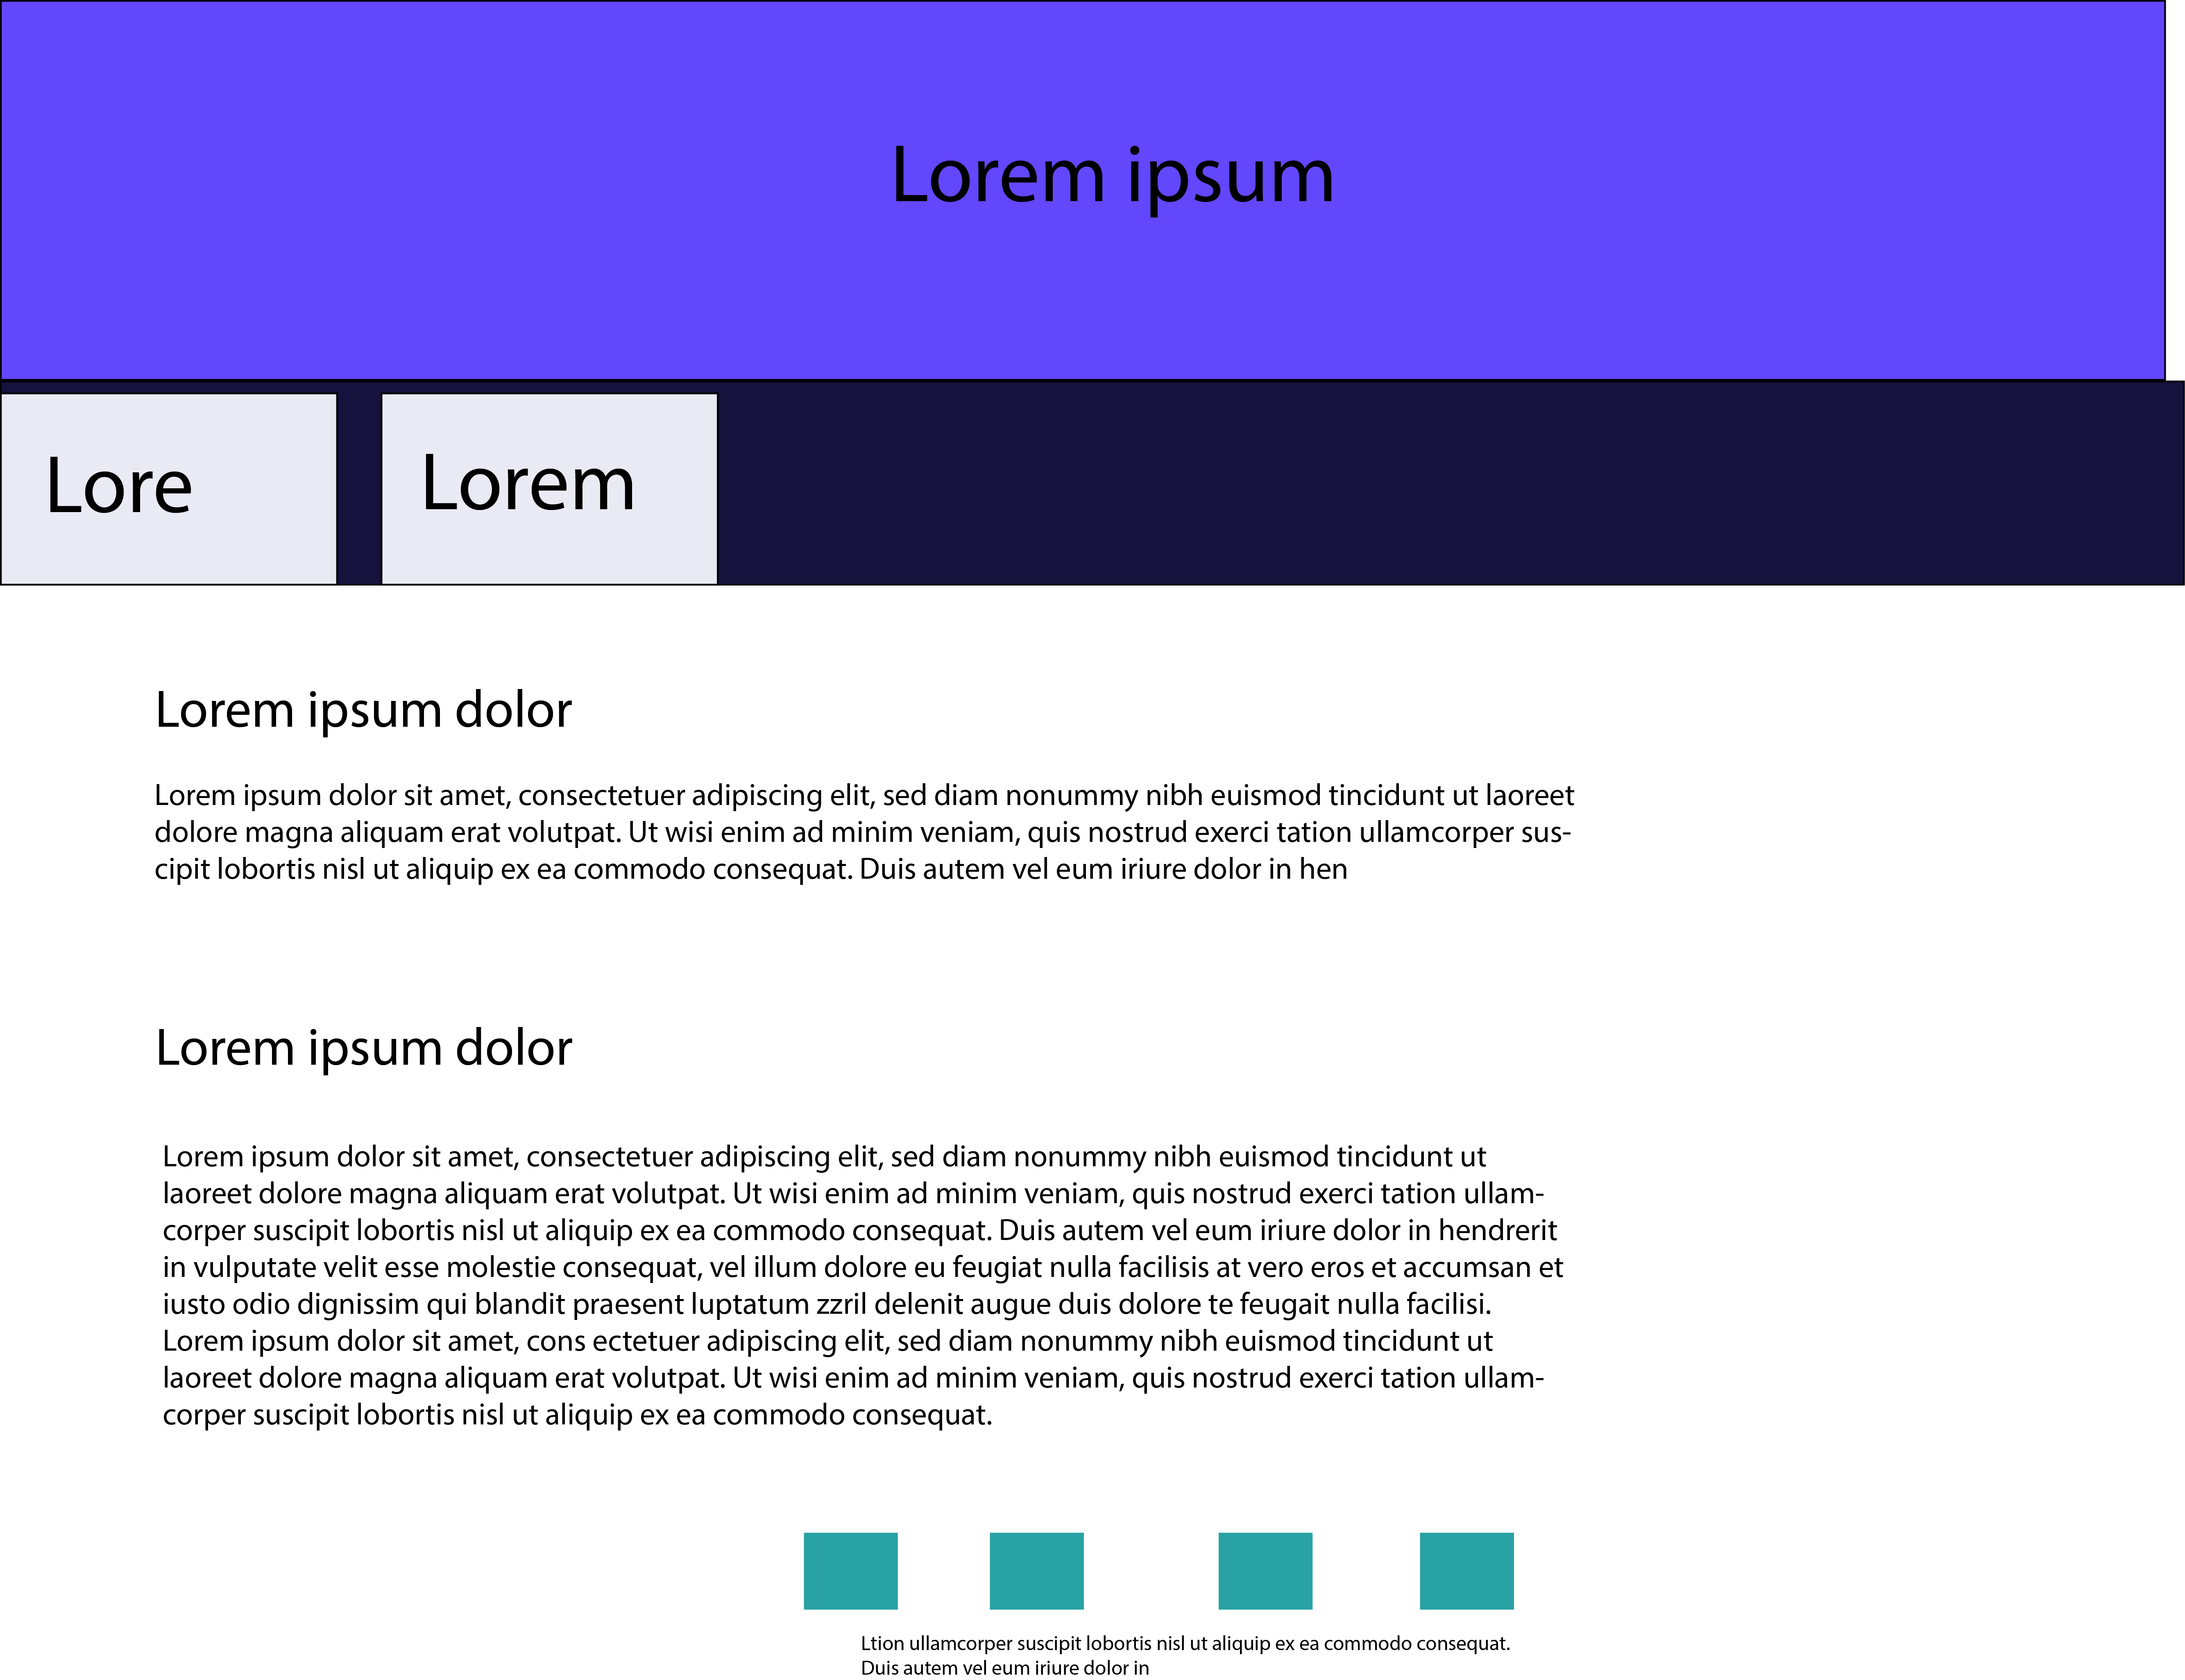 Lorem ipsum
Lore
Lorem
Lorem ipsum dolor
Lorem ipsum dolor sit amet, consectetuer adipiscing elit, sed diam nonummy nibh euismod tincidunt ut laoreet
dolore magna aliquam erat volutpat. Ut wisi enim ad minim veniam, quis nostrud exerci tation ullamcorper sus-
cipit lobortis nisl ut aliquip ex ea commodo consequat. Duis autem vel eum iriure dolor in hen
Lorem ipsum dolor
Lorem ipsum dolor sit amet, consectetuer adipiscing elit, sed diam nonummy nibh euismod tincidunt ut
laoreet dolore magna aliquam erat volutpat. Ut wisi enim ad minim veniam, quis nostrud exerci tation ullam-
corper suscipit lobortis nisl ut aliquip ex ea commodo consequat. Duis autem vel eum iriure dolor in hendrerit
in vulputate velit esse molestie consequat, vel illum dolore eu feugiat nulla facilisis at vero eros et accumsan et
iusto odio dignissim qui blandit praesent luptatum zzril delenit augue duis dolore te feugait nulla facilisi.
Lorem ipsum dolor sit amet, cons ectetuer adipiscing elit, sed diam nonummy nibh euismod tincidunt ut
laoreet dolore magna aliquam erat volutpat. Ut wisi enim ad minim veniam, quis nostrud exerci tation ullam-
corper suscipit lobortis nisl ut aliquip ex ea commodo consequat.
Ltion ullamcorper suscipit lobortis nisl ut aliquip ex ea commodo consequat.
Duis autem vel eum iriure dolor in